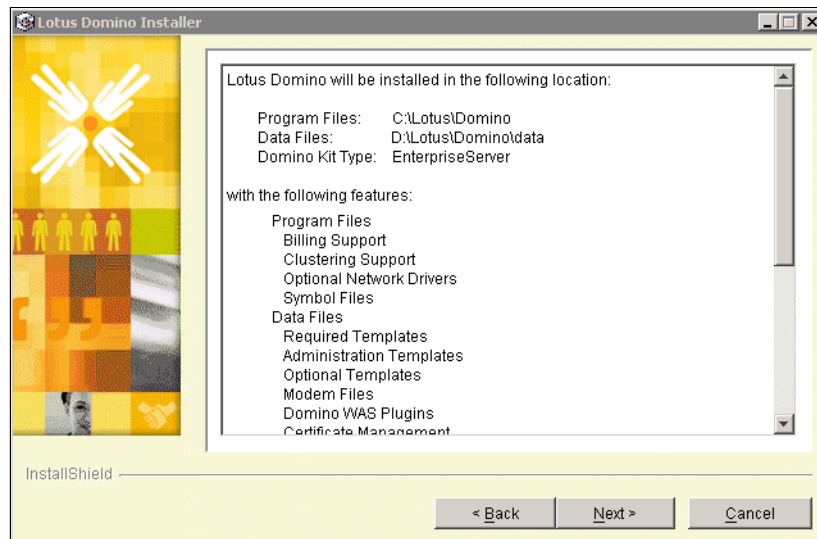 Lotus Domino Installer
Lotus Domino will be installed in the following location:
Program Files: C:\Lotus\Domino
Data Files: D:\Lotus\Domino\data
Domino Kit Type: EnterpriseServer
with the following features:
Program Files
Billing Support
Clustering Support
Optional Network Drivers
Symbol Files
Data Files
Required Templates
Administration Templates
Optional Templates
Modem Files
Domino WAS Plugins
Certificate Management
InstallShield
< Back
Next >
Cancel